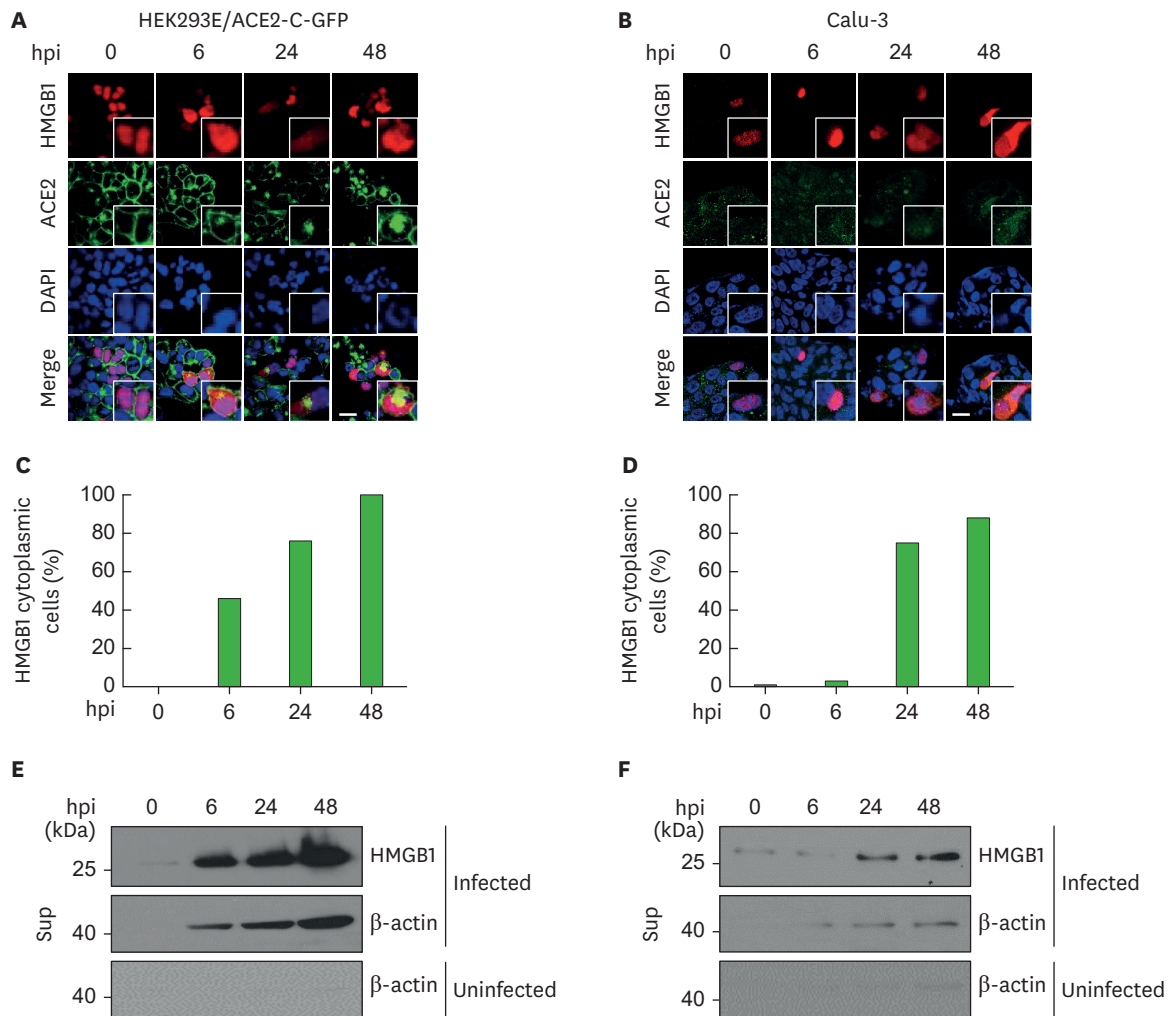 A
HEK293E/ACE2-C-GFP
hpi 0 6 24 48
HMGB1
ACE2
DAPI
Merge
B
Calu-3
hpi 0 6 24 48
HMGB1
ACE2
DAPI
Merge
C
HMGB1 cytoplasmic
cells (%)
100
80
60
40
20
0
hpi 0 6 24 48
D
HMGB1 cytoplasmic
cells (%)
100
80
60
40
20
0
hpi 0 6 24 48
E
hpi 0 6 24 48
(kDa)
25 HMGB1
Infected
Sup
40 β-actin
40 β-actin Uninfected
F
hpi 0 6 24 48
(kDa)
25 HMGB1
Infected
Sup
40 β-actin
40 β-actin Uninfected